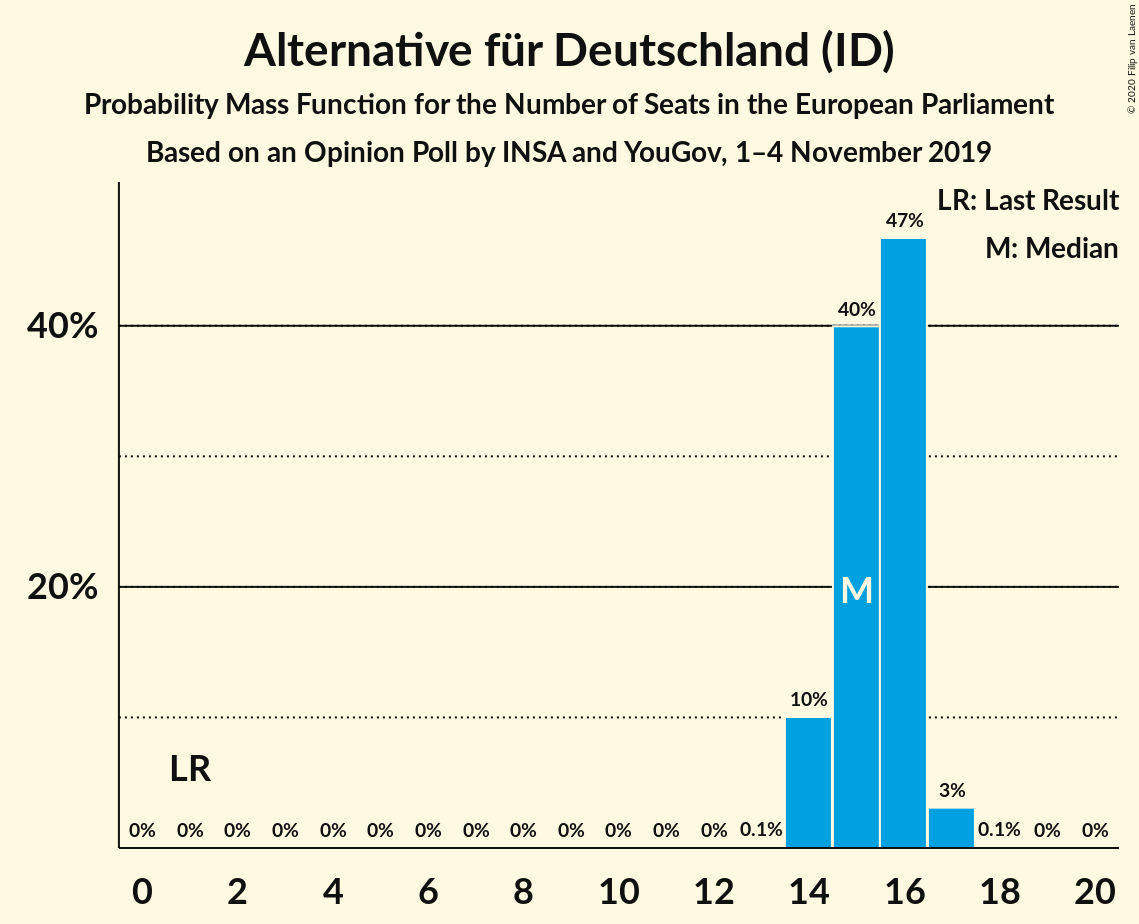 Alternative für Deutschland (ID)
Probability Mass Function for the Number of Seats in the European Parliament
Based on an Opinion Poll by INSA and YouGov, 1–4 November 2019
© 2020 Filip van Laenen
LR: Last Result
M: Median
47%
40%
40%
20%
M
10%
LR
3%
0% 0% 0% 0% 0% 0% 0% 0% 0% 0% 0% 0% 0% 0.1% 0.1% 0% 0%
0 2 4 6 8 10 12 14 16 18 20